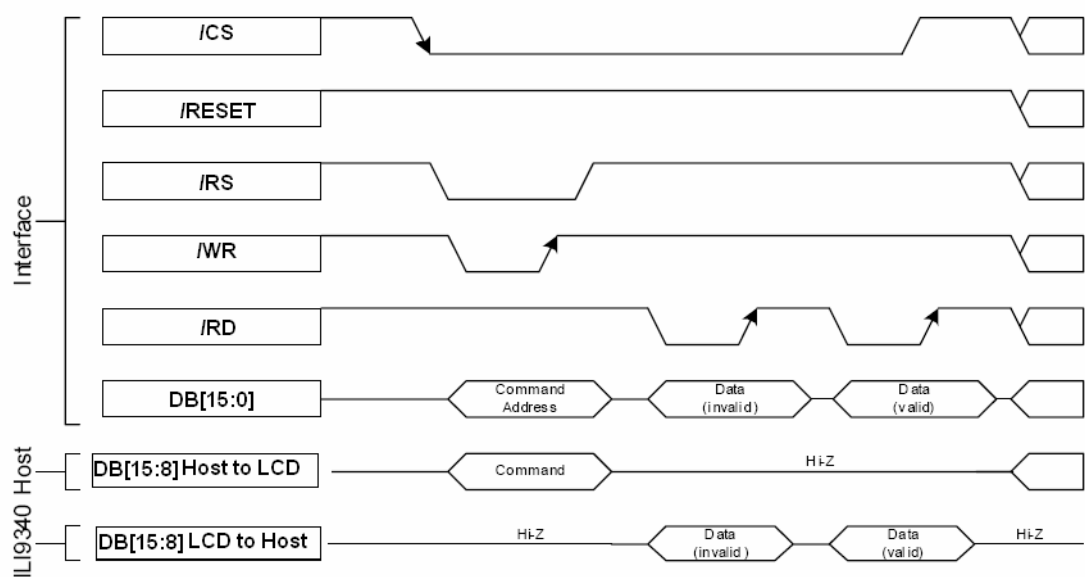 /CS
/RESET
/RS
/WR
/RD
DB[15:0]
Command
Address
Data
(invalid)
Data
(valid)
Interface
DB[15:8] Host to LCD
Command
Hi-Z
Host
DB[15:8] LCD to Host
Hi-Z
Data
(invalid)
Data
(valid)
Hi-Z
ILI9340